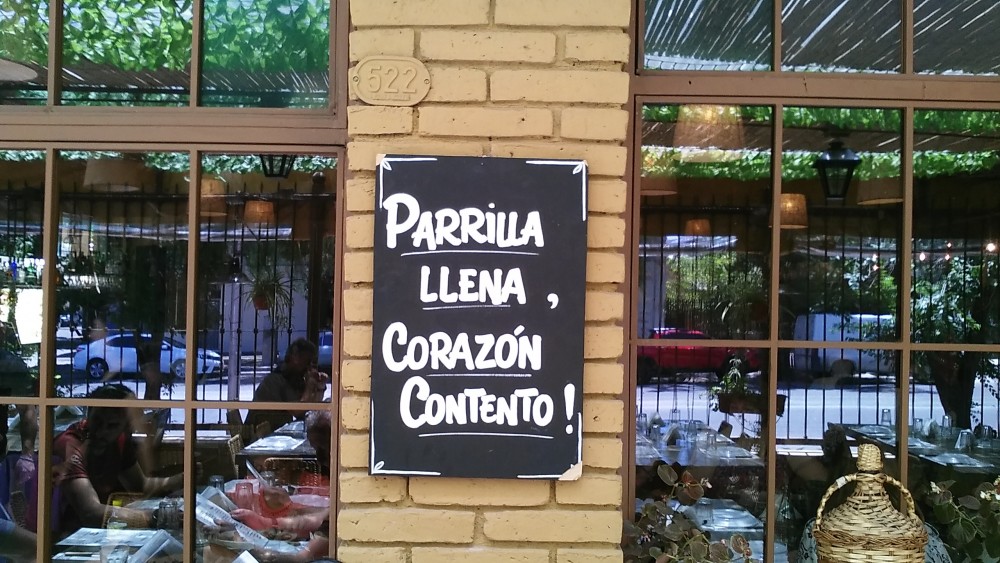 522
PARRILLA
LLENA ,
CORAZÓN
CONTENTO !